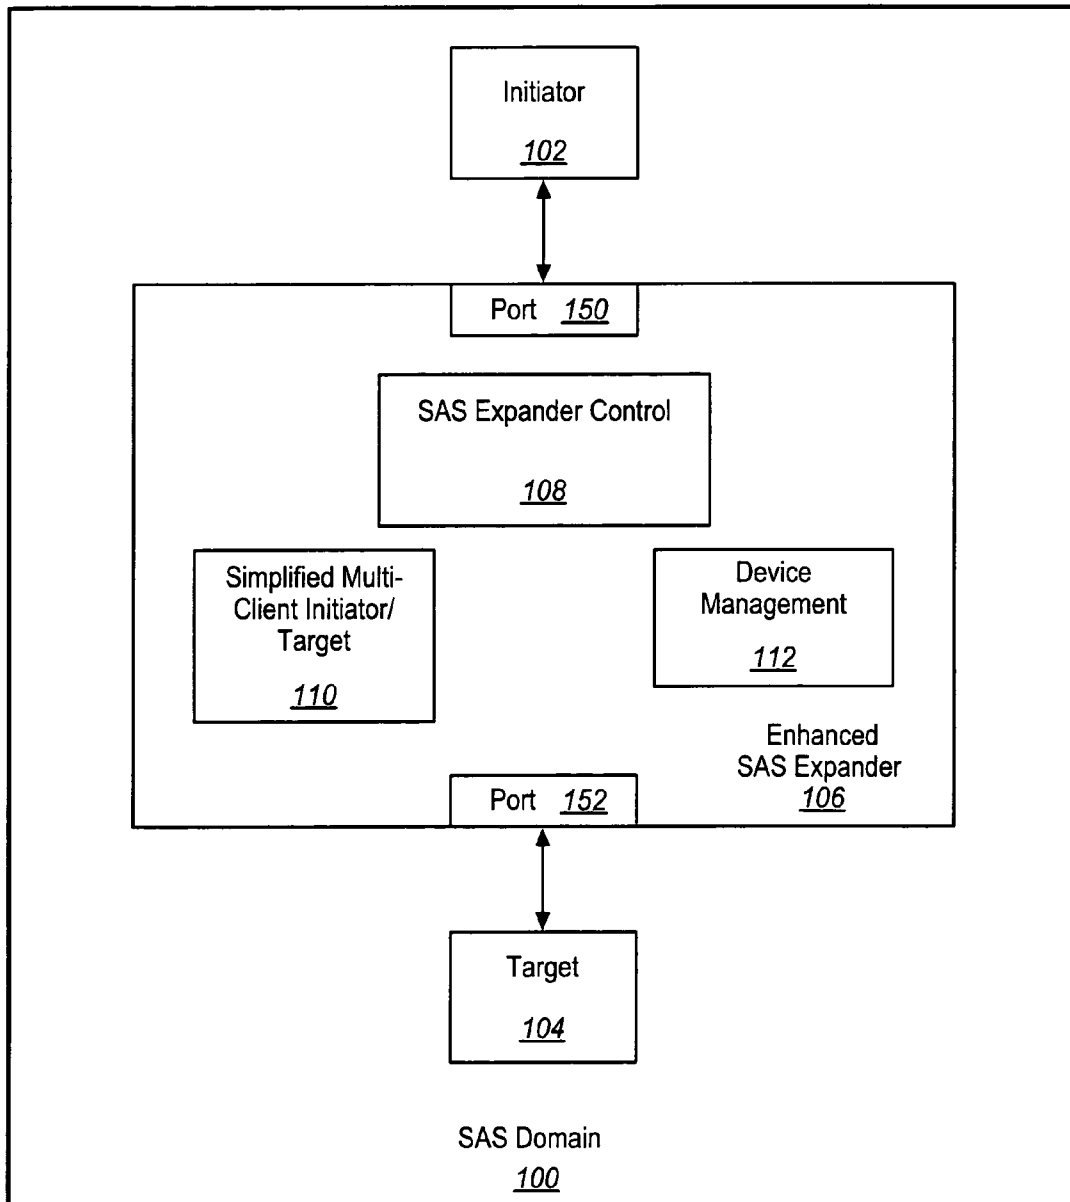 Initiator
102
Port 150
SAS Expander Control
108
Simplified Multi-
Client Initiator/
Target
110
Device
Management
112
Enhanced
SAS Expander
106
Port 152
Target
104
SAS Domain
100